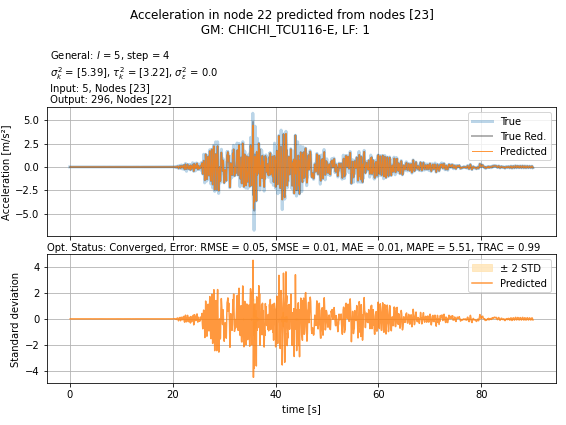 Acceleration in node 22 predicted from nodes [23]
GM: CHICHI_TCU116-E, LF: 1
General: l = 5, step = 4
σ²ₖ = [5.39], τ²ₖ = [3.22], σ²ε = 0.0
Input: 5, Nodes [23]
Output: 296, Nodes [22]
Acceleration [m/s²]
5.0
2.5
0.0
−2.5
−5.0
True
True Red.
Predicted
Opt. Status: Converged, Error: RMSE = 0.05, SMSE = 0.01, MAE = 0.01, MAPE = 5.51, TRAC = 0.99
Standard deviation
4
2
0
−2
−4
± 2 STD
Predicted
0 20 40 60 80
time [s]